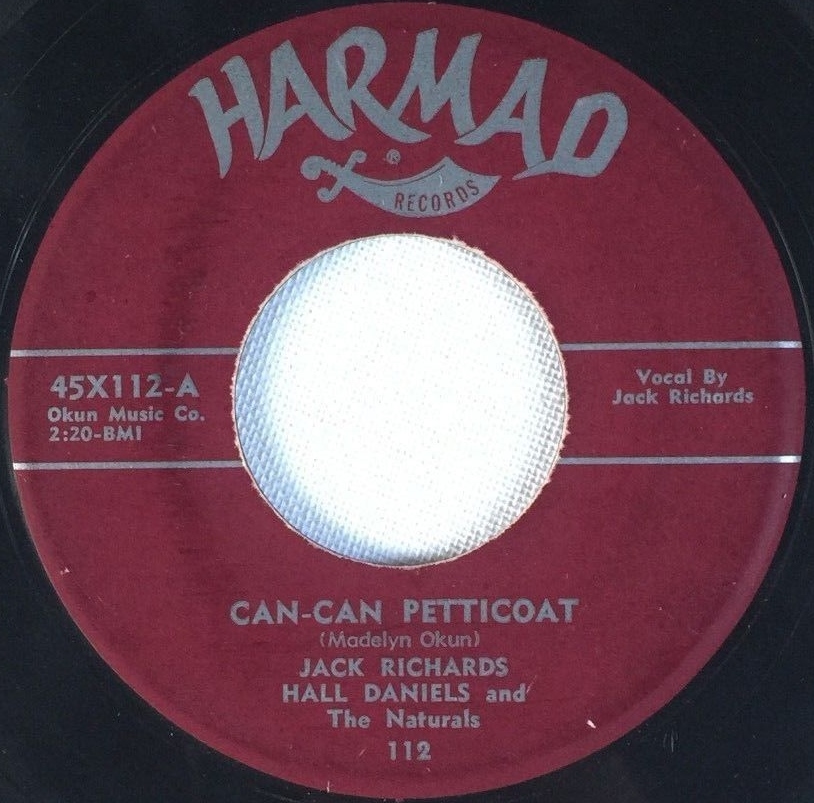 HARMAD
®
RECORDS
45X112-A
Okun Music Co.
2:20-BMI
Vocal By
Jack Richards
CAN-CAN PETTICOAT
(Madelyn Okun)
JACK RICHARDS
HALL DANIELS and
The Naturals
112